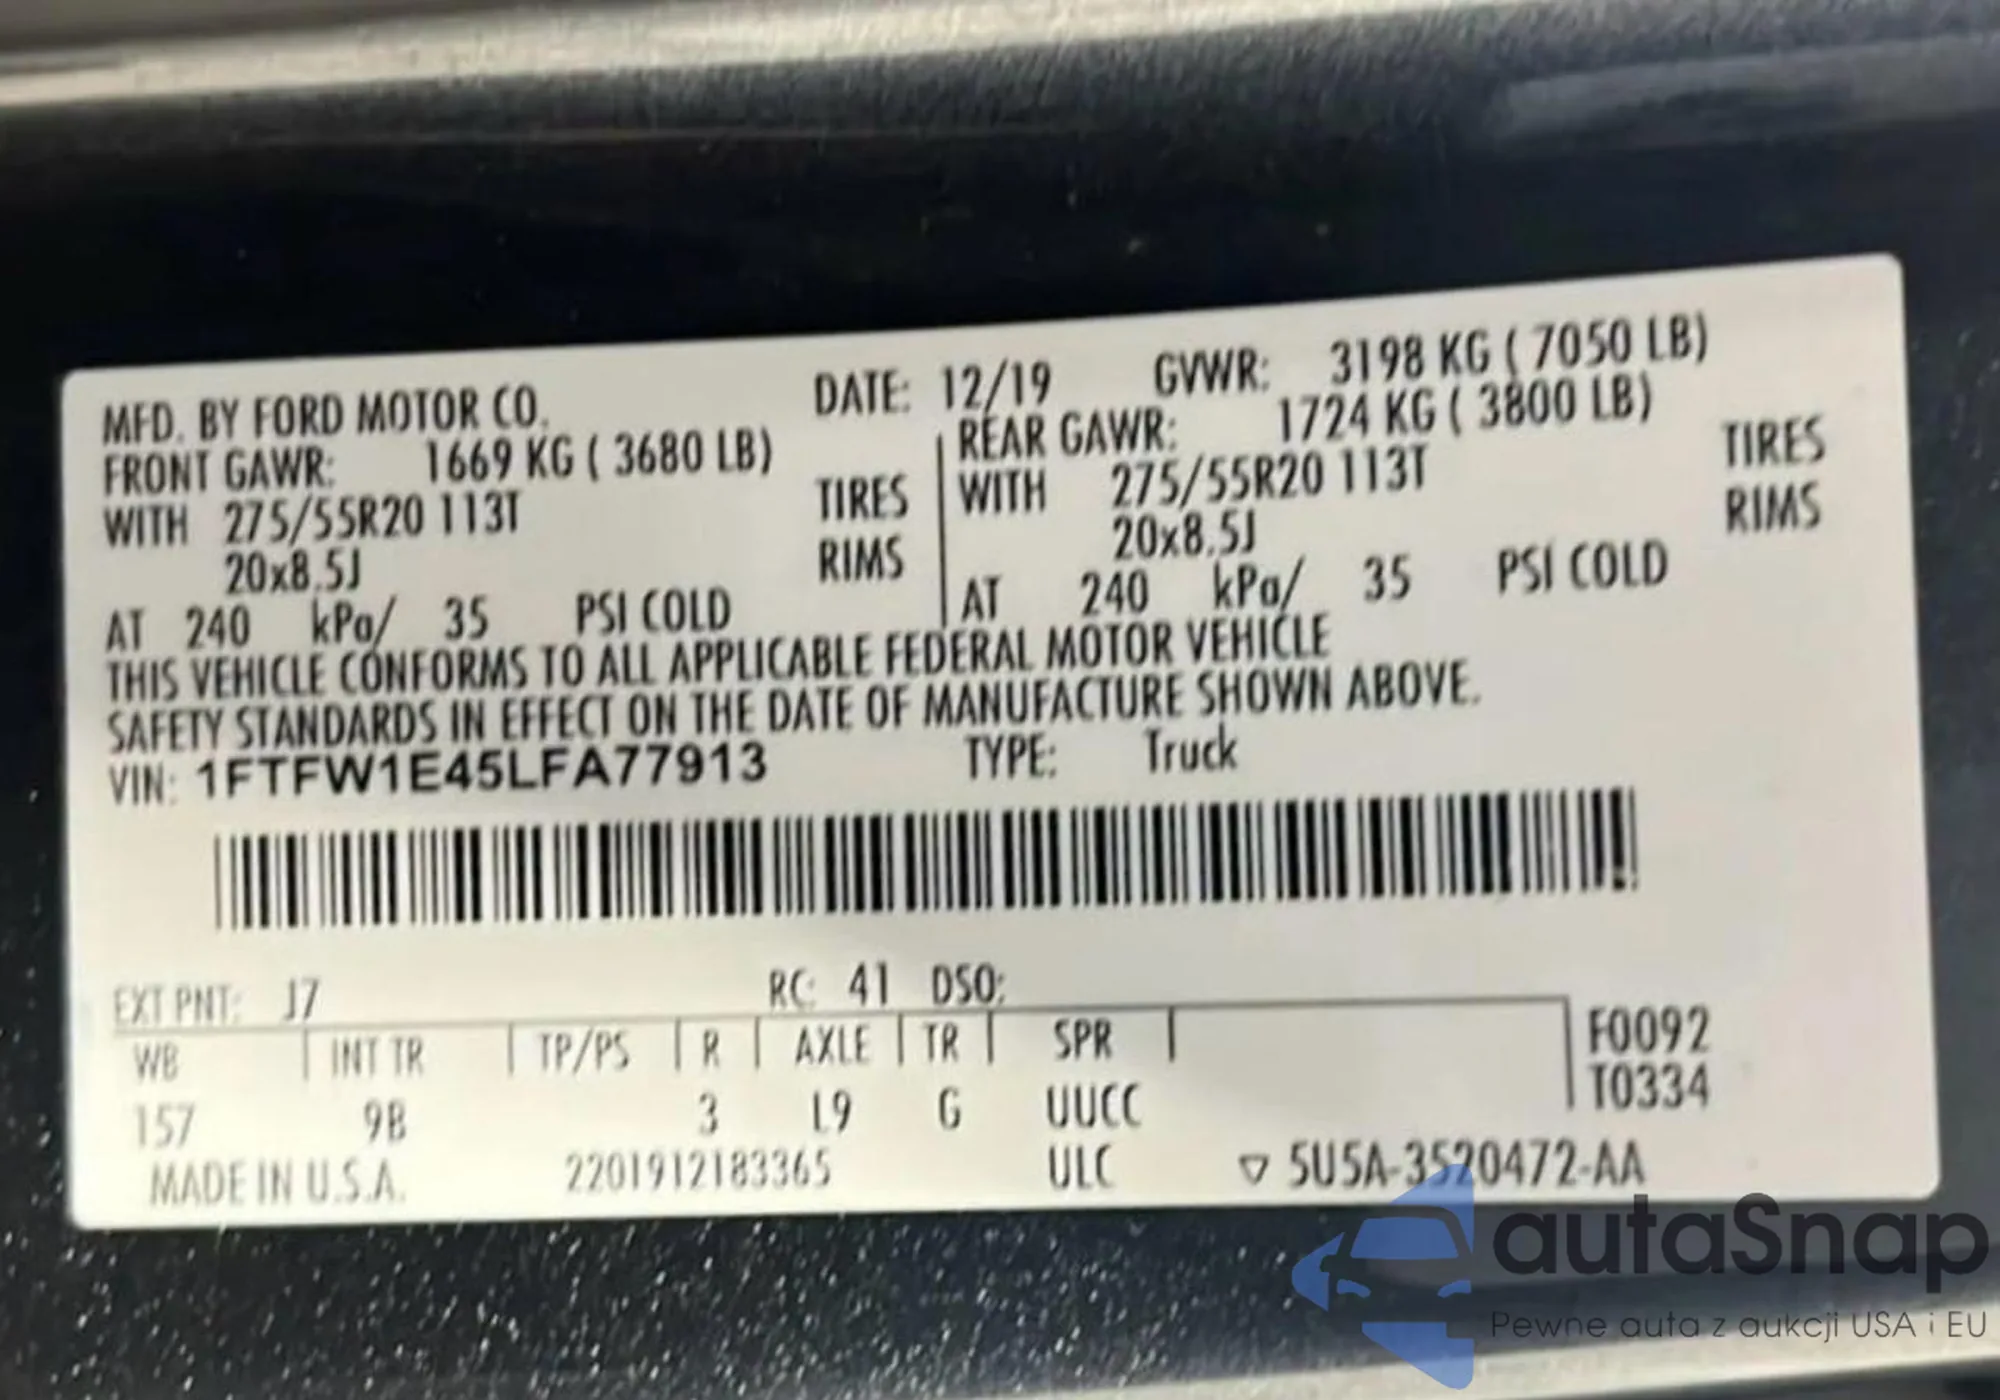 MFD. BY FORD MOTOR CO. DATE: 12/19 GVWR: 3198 KG ( 7050 LB)
FRONT GAWR: 1669 KG ( 3680 LB) REAR GAWR: 1724 KG ( 3800 LB)
WITH 275/55R20 113T TIRES WITH 275/55R20 113T TIRES
20x8.5J RIMS 20x8.5J RIMS
AT 240 kPa/ 35 PSI COLD AT 240 kPa/ 35 PSI COLD
THIS VEHICLE CONFORMS TO ALL APPLICABLE FEDERAL MOTOR VEHICLE
SAFETY STANDARDS IN EFFECT ON THE DATE OF MANUFACTURE SHOWN ABOVE.
VIN: 1FTFW1E45LFA77913 TYPE: Truck
EXT PNT: J7 RC: 41 DSO:
WB INT TR TP/PS R AXLE TR SPR F0092
T0334
157 9B 3 L9 G UUCC
MADE IN U.S.A. 2201912183365 ULC ▽ 5U5A-3520472-AA
autaSnap
Pewne auta z aukcji USA i EU